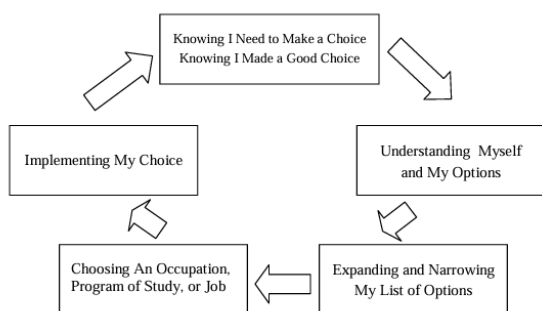 Knowing I Need to Make a Choice
Knowing I Made a Good Choice
Understanding Myself
and My Options
Expanding and Narrowing
My List of Options
Choosing An Occupation,
Program of Study, or Job
Implementing My Choice